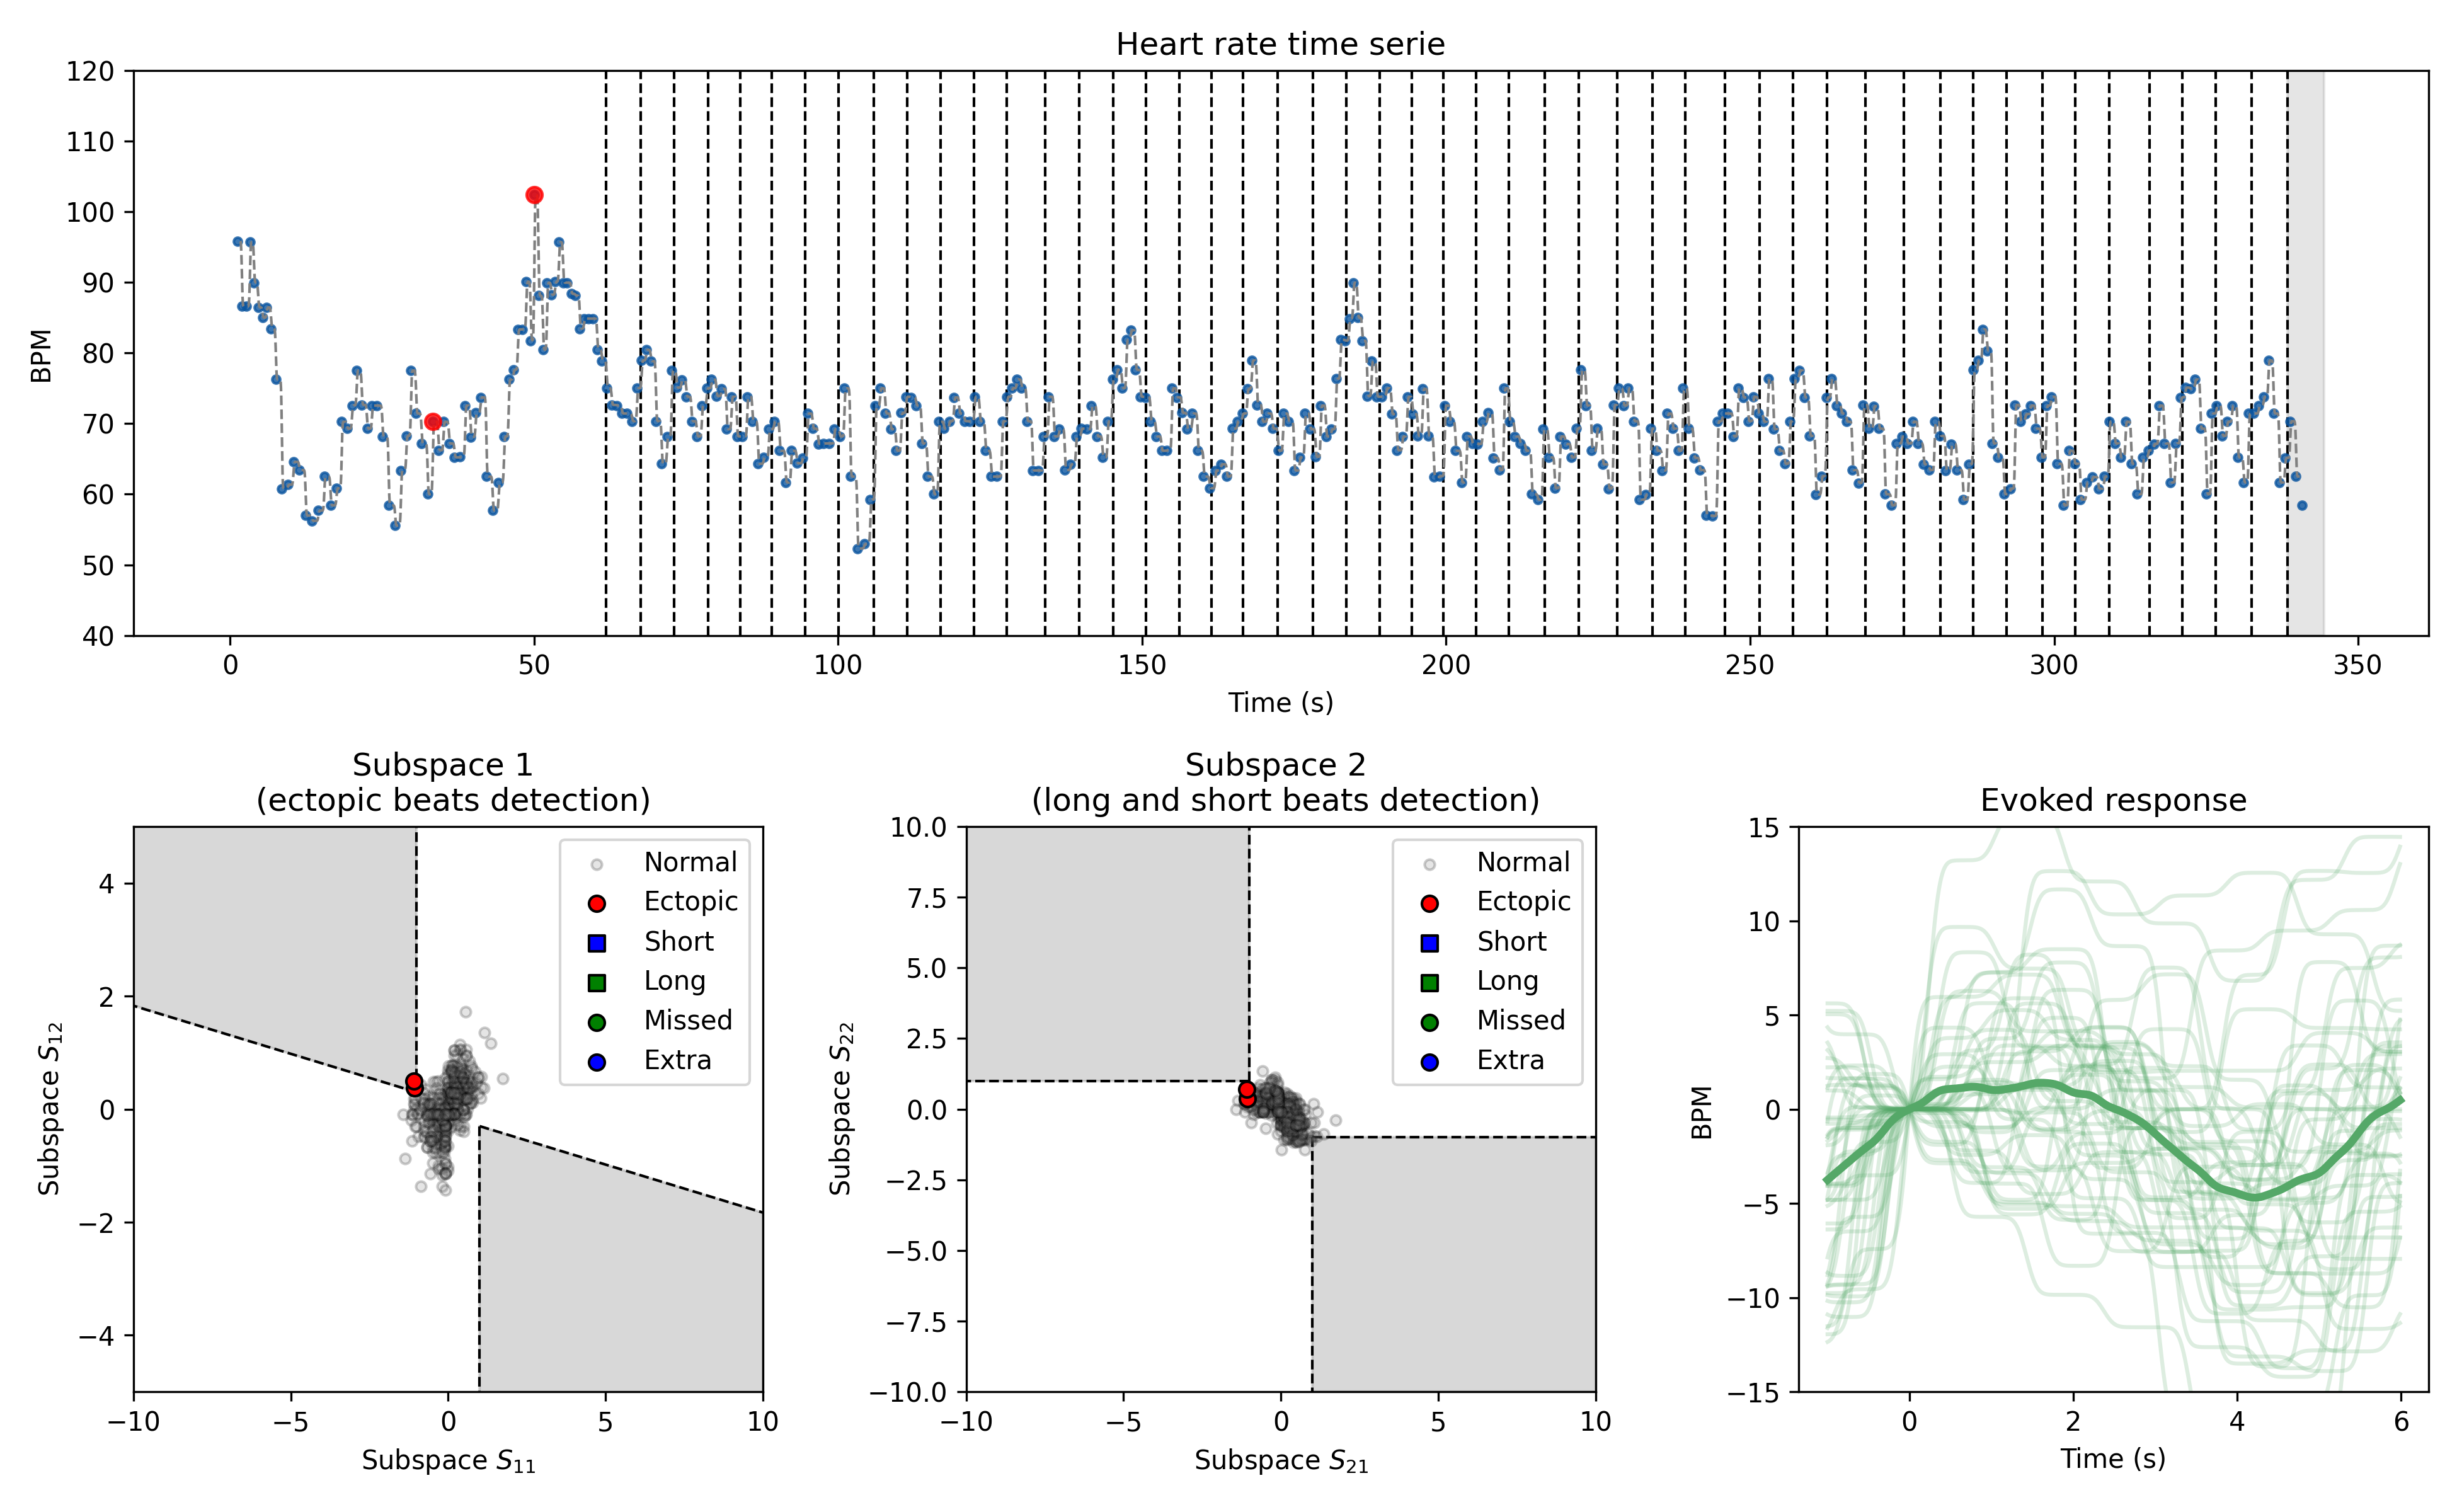 Heart rate time serie
120
110
100
90
80
70
60
50
40
BPM
0 50 100 150 200 250 300 350
Time (s)
Subspace 1
(ectopic beats detection)
4
2
0
−2
−4
Subspace S12
Normal
Ectopic
Short
Long
Missed
Extra
−10 −5 0 5 10
Subspace S11
Subspace 2
(long and short beats detection)
10.0
7.5
5.0
2.5
0.0
−2.5
−5.0
−7.5
−10.0
Subspace S22
Normal
Ectopic
Short
Long
Missed
Extra
−10 −5 0 5 10
Subspace S21
Evoked response
15
10
5
0
−5
−10
−15
BPM
0 2 4 6
Time (s)